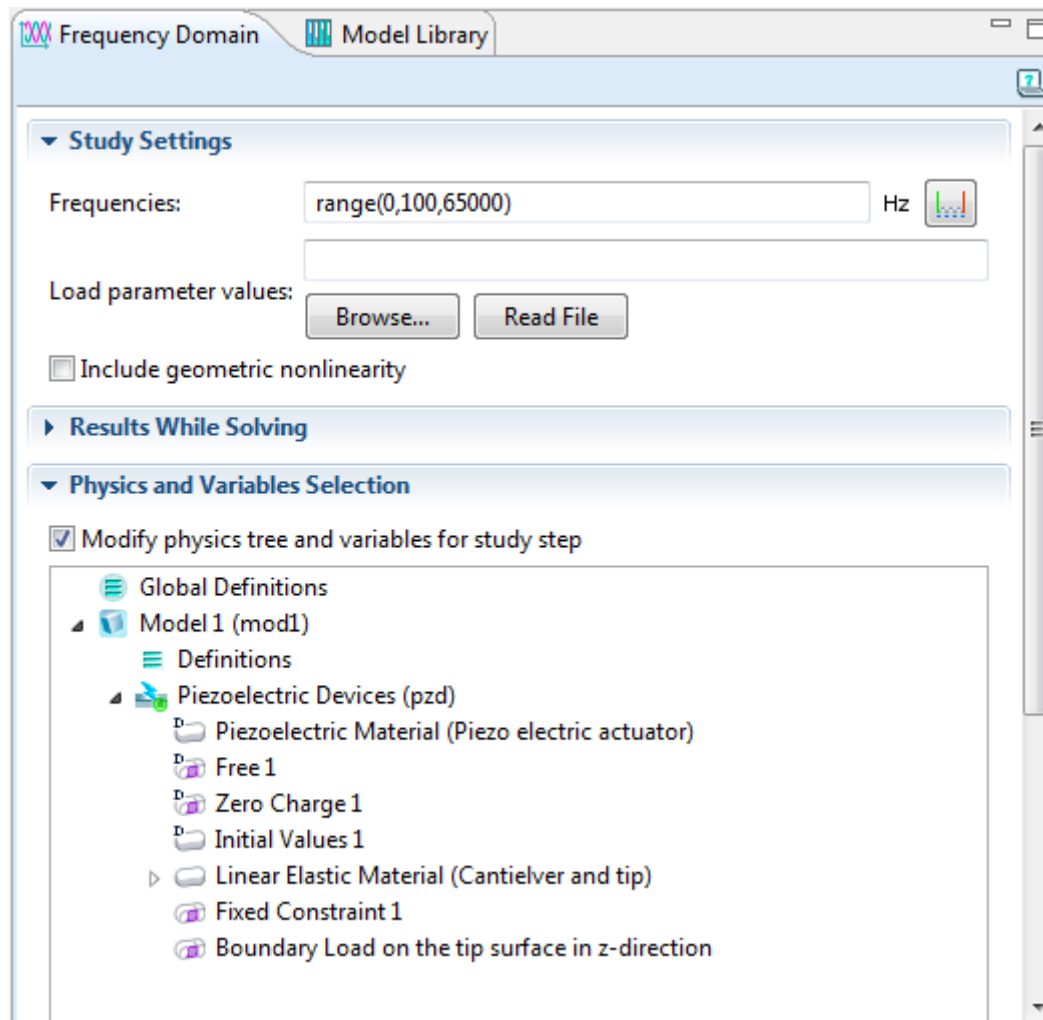 Frequency Domain Model Library
Study Settings
Frequencies: range(0,100,65000) Hz
Load parameter values:
Browse... Read File
Include geometric nonlinearity
Results While Solving
Physics and Variables Selection
Modify physics tree and variables for study step
Global Definitions
Model 1 (mod1)
Definitions
Piezoelectric Devices (pzd)
D Piezoelectric Material (Piezo electric actuator)
D Free 1
D Zero Charge 1
D Initial Values 1
Linear Elastic Material (Cantielver and tip)
Fixed Constraint 1
Boundary Load on the tip surface in z-direction